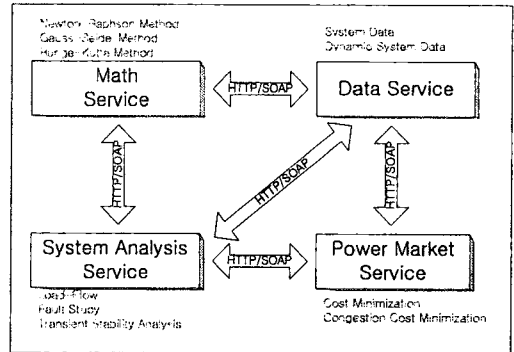 Newton-Raphson Method
Gauss-Seidel Method
Runge-Kutta Method
Math
Service
System Data
Dynamic System Data
Data Service
HTTP/SOAP
HTTP/SOAP
HTTP/SOAP
HTTP/SOAP
System Analysis
Service
HTTP/SOAP
Power Market
Service
Load-Flow
Fault Study
Transient Stability Analysis
Cost Minimization
Congestion Cost Minimization